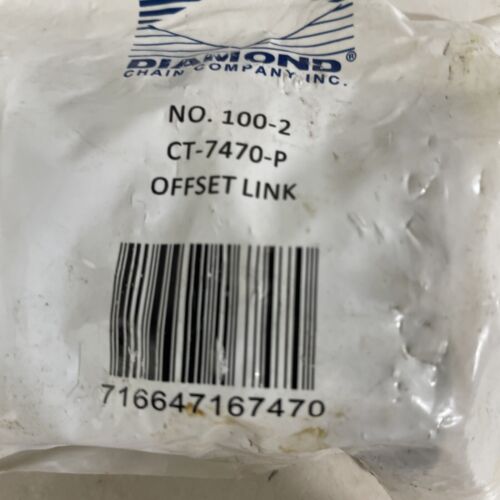 DIAMOND®
CHAIN COMPANY INC.
NO. 100-2
CT-7470-P
OFFSET LINK
716647167470